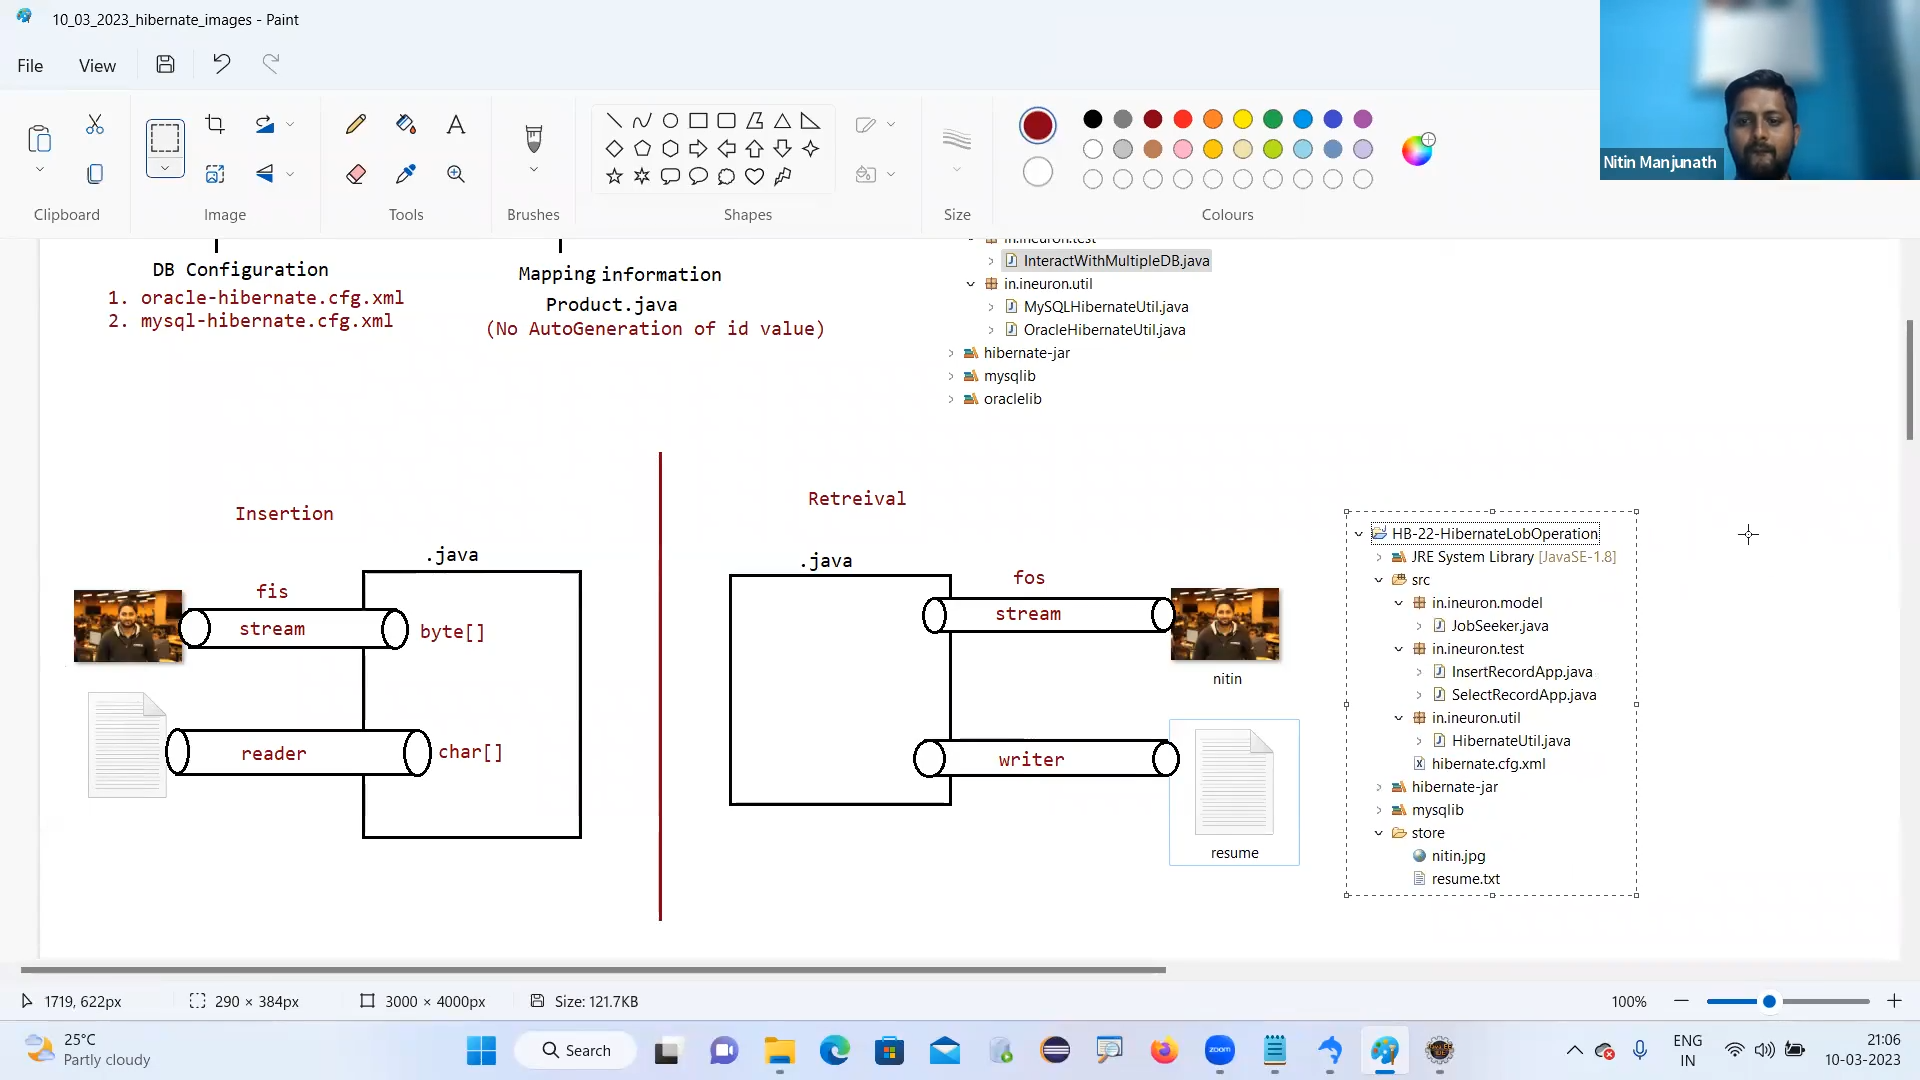 10_03_2023_hibernate_images - Paint
File
View
Clipboard
Image
Tools
Brushes
Shapes
Size
Colours
Nitin Manjunath
DB Configuration
1. oracle-hibernate.cfg.xml
2. mysql-hibernate.cfg.xml
Mapping information
Product.java
(No AutoGeneration of id value)
in.ineuron.test
InteractWithMultipleDB.java
in.ineuron.util
MySQLHibernateUtil.java
OracleHibernateUtil.java
hibernate-jar
mysqlib
oraclelib
Insertion
.java
fis
stream
byte[]
reader
char[]
Retreival
.java
fos
stream
nitin
writer
resume
HB-22-HibernateLobOperation
JRE System Library [JavaSE-1.8]
src
in.ineuron.model
JobSeeker.java
in.ineuron.test
InsertRecordApp.java
SelectRecordApp.java
in.ineuron.util
HibernateUtil.java
hibernate.cfg.xml
hibernate-jar
mysqlib
store
nitin.jpg
resume.txt
1719, 622px
290 × 384px
3000 × 4000px
Size: 121.7KB
100%
25°C
Partly cloudy
Search
zoom
ENG
IN
21:06
10-03-2023